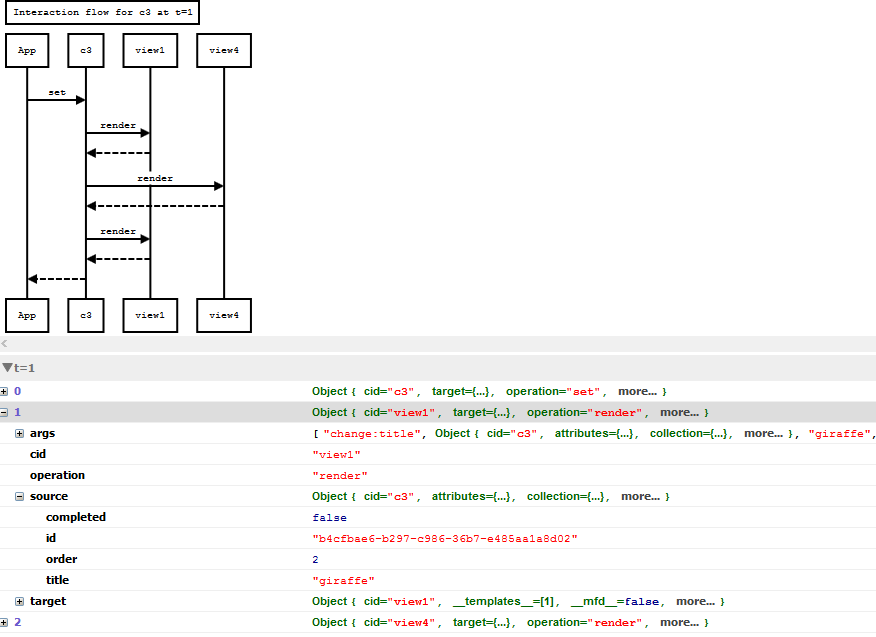 Interaction flow for c3 at t=1
App c3 view1 view4
set
render
render
render
App c3 view1 view4
t=1
0 Object { cid="c3", target={...}, operation="set", more... }
1 Object { cid="view1", target={...}, operation="render", more... }
args [ "change:title", Object { cid="c3", attributes={...}, collection={...}, more... }, "giraffe",
cid "view1"
operation "render"
source Object { cid="c3", attributes={...}, collection={...}, more... }
completed false
id "b4cfbae6-b297-c986-36b7-e485aa1a8d02"
order 2
title "giraffe"
target Object { cid="view1", __templates__=[1], __mfd__=false, more... }
2 Object { cid="view4", target={...}, operation="render", more... }